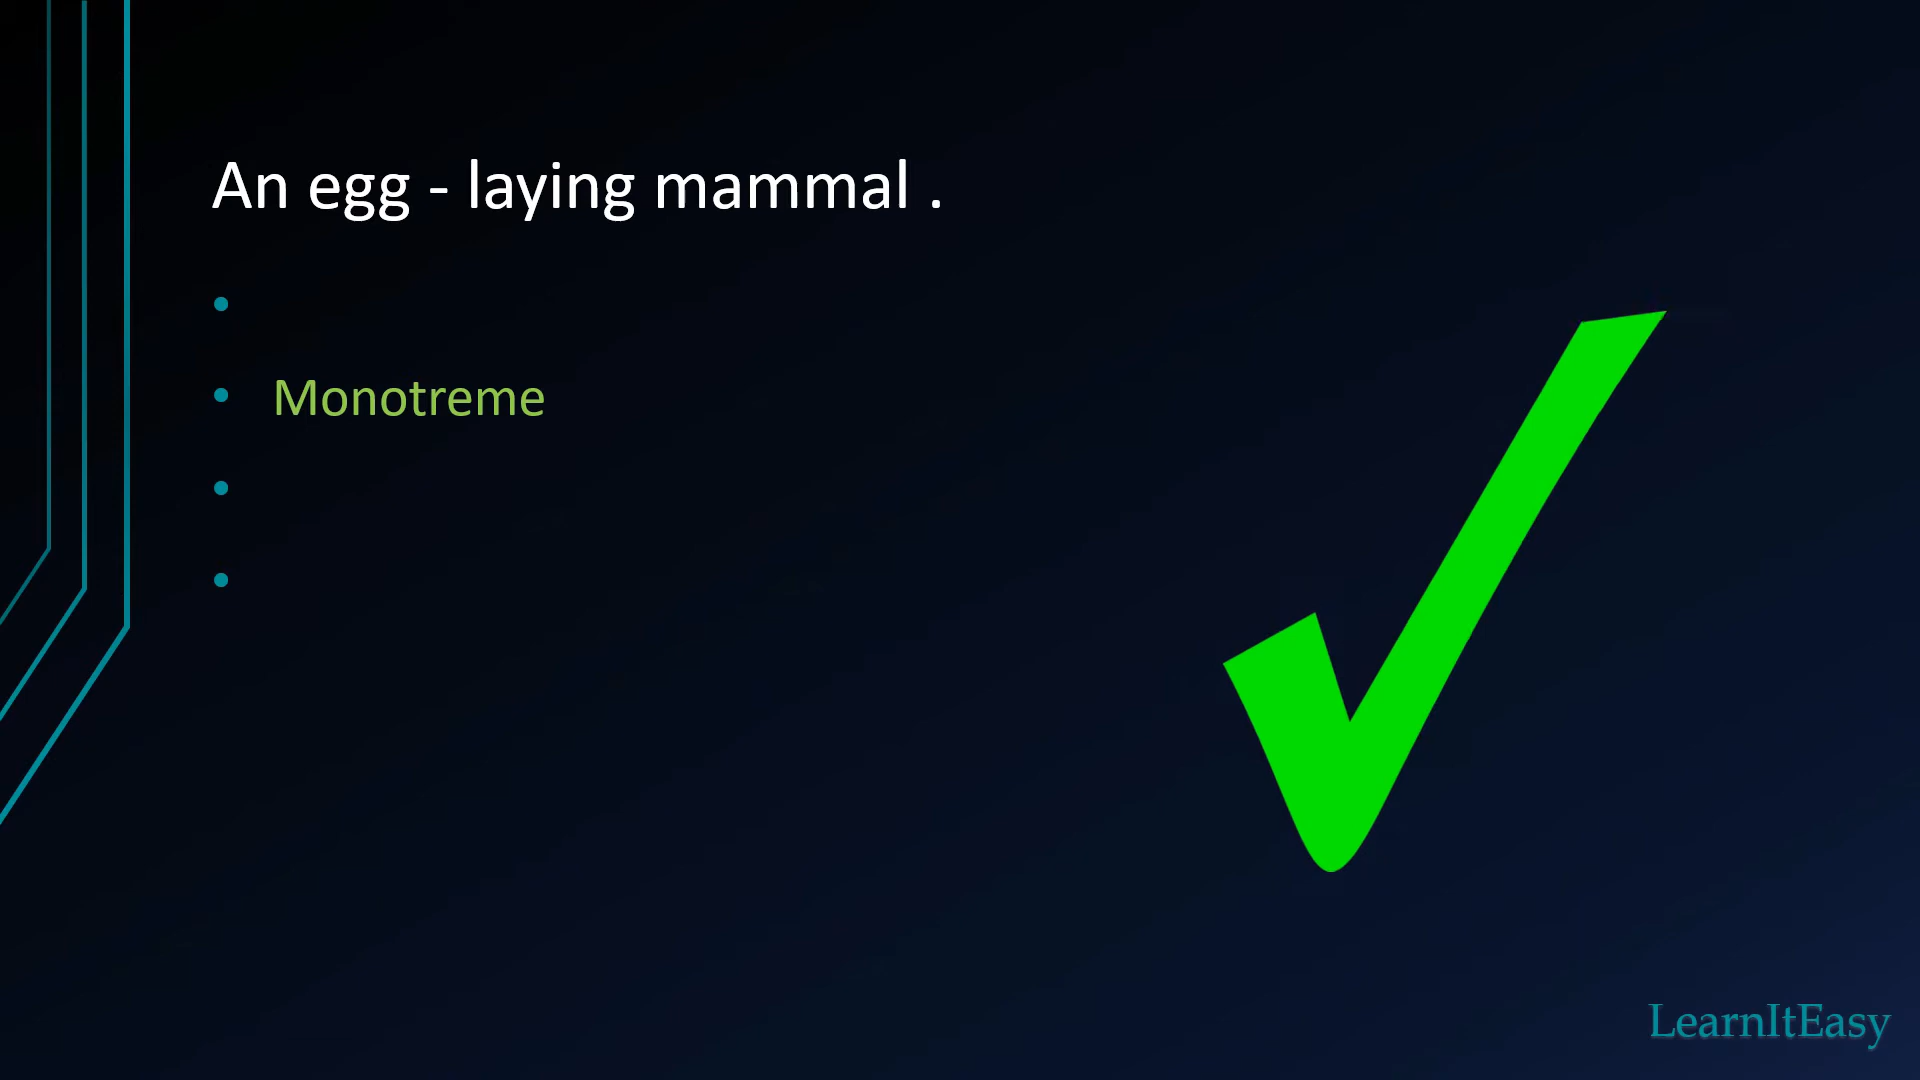 An egg - laying mammal .
•
• Monotreme
•
•
LearnItEasy